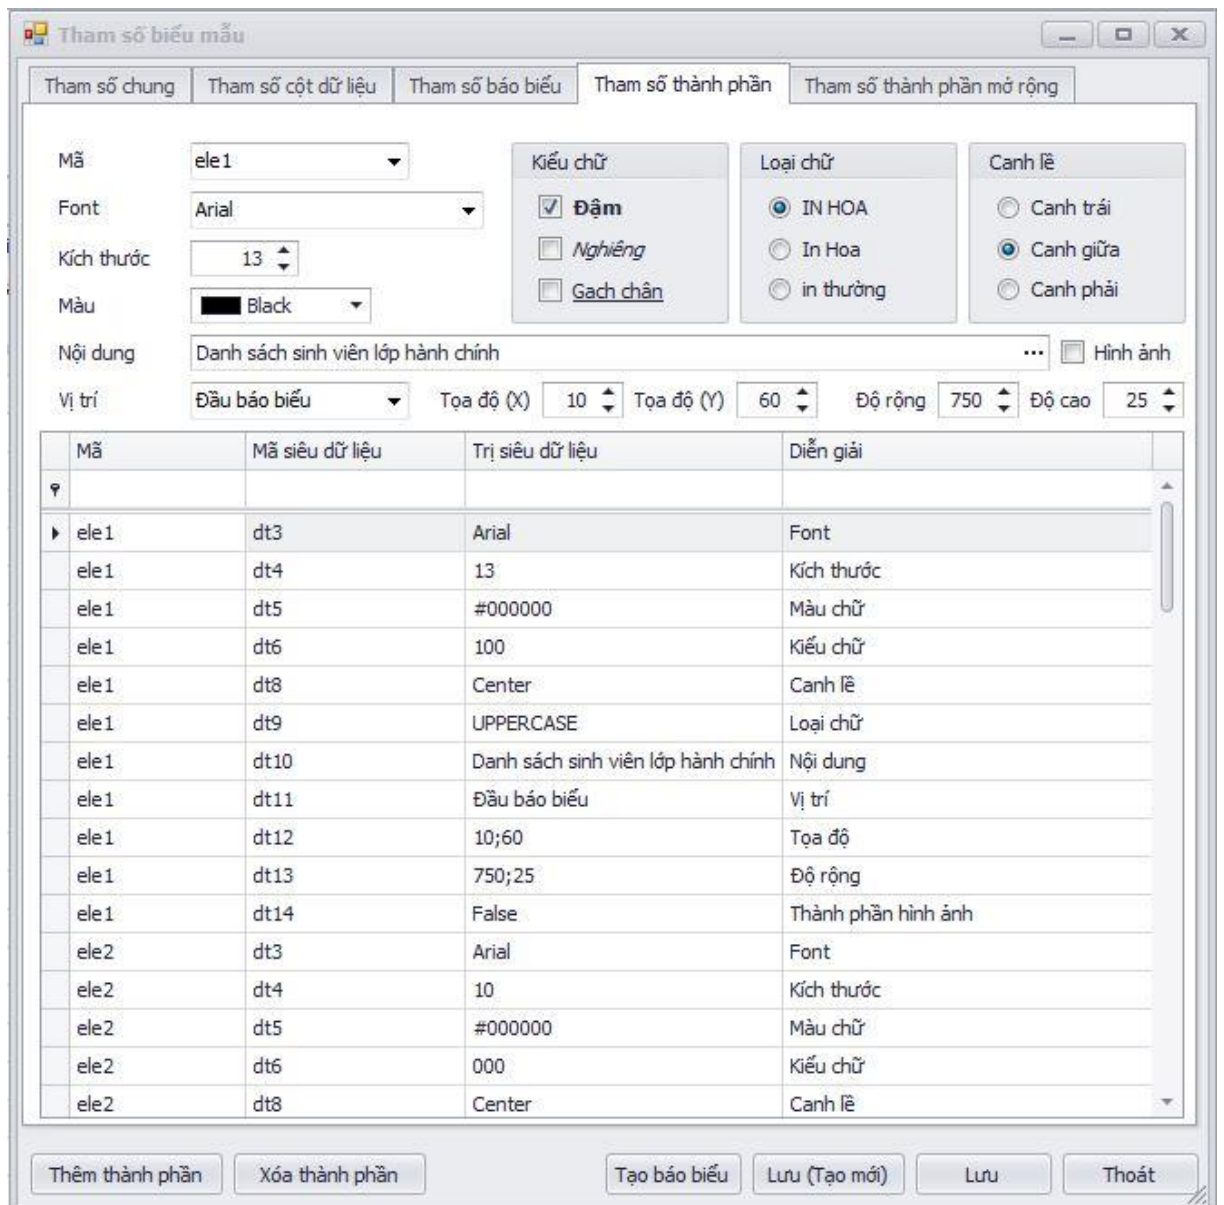 Tham số biểu mẫu
Tham số chung Tham số cột dữ liệu Tham số báo biểu Tham số thành phần Tham số thành phần mở rộng
Mã ele1 Kiểu chữ Loại chữ Canh lề
Font Arial Đậm IN HOA Canh trái
Kích thước 13 Nghiêng In Hoa Canh giữa
Màu Black Gạch chân in thường Canh phải
Nội dung Danh sách sinh viên lớp hành chính ... Hình ảnh
Vị trí Đầu báo biểu Tọa độ (X) 10 Tọa độ (Y) 60 Độ rộng 750 Độ cao 25
Mã Mã siêu dữ liệu Trị siêu dữ liệu Diễn giải
ele1 dt3 Arial Font
ele1 dt4 13 Kích thước
ele1 dt5 #000000 Màu chữ
ele1 dt6 100 Kiểu chữ
ele1 dt8 Center Canh lề
ele1 dt9 UPPERCASE Loại chữ
ele1 dt10 Danh sách sinh viên lớp hành chính Nội dung
ele1 dt11 Đầu báo biểu Vị trí
ele1 dt12 10;60 Tọa độ
ele1 dt13 750;25 Độ rộng
ele1 dt14 False Thành phần hình ảnh
ele2 dt3 Arial Font
ele2 dt4 10 Kích thước
ele2 dt5 #000000 Màu chữ
ele2 dt6 000 Kiểu chữ
ele2 dt8 Center Canh lề
Thêm thành phần Xóa thành phần Tạo báo biểu Lưu (Tạo mới) Lưu Thoát